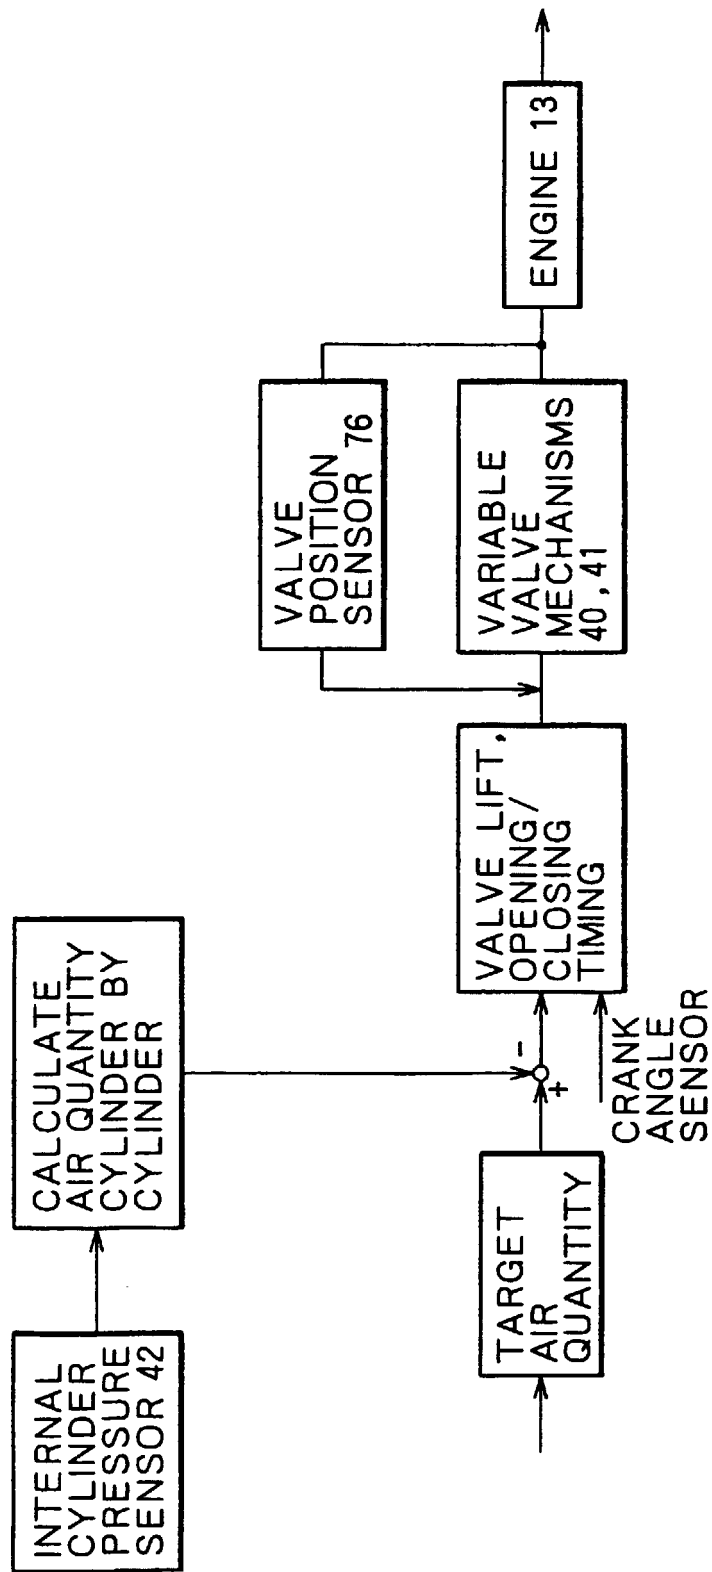 INTERNAL
CYLINDER
PRESSURE
SENSOR 42
CALCULATE
AIR QUANTITY
CYLINDER BY
CYLINDER
TARGET
AIR
QUANTITY
+
-
CRANK
ANGLE
SENSOR
VALVE LIFT,
OPENING/
CLOSING
TIMING
VALVE
POSITION
SENSOR 76
VARIABLE
VALVE
MECHANISMS
40, 41
ENGINE 13